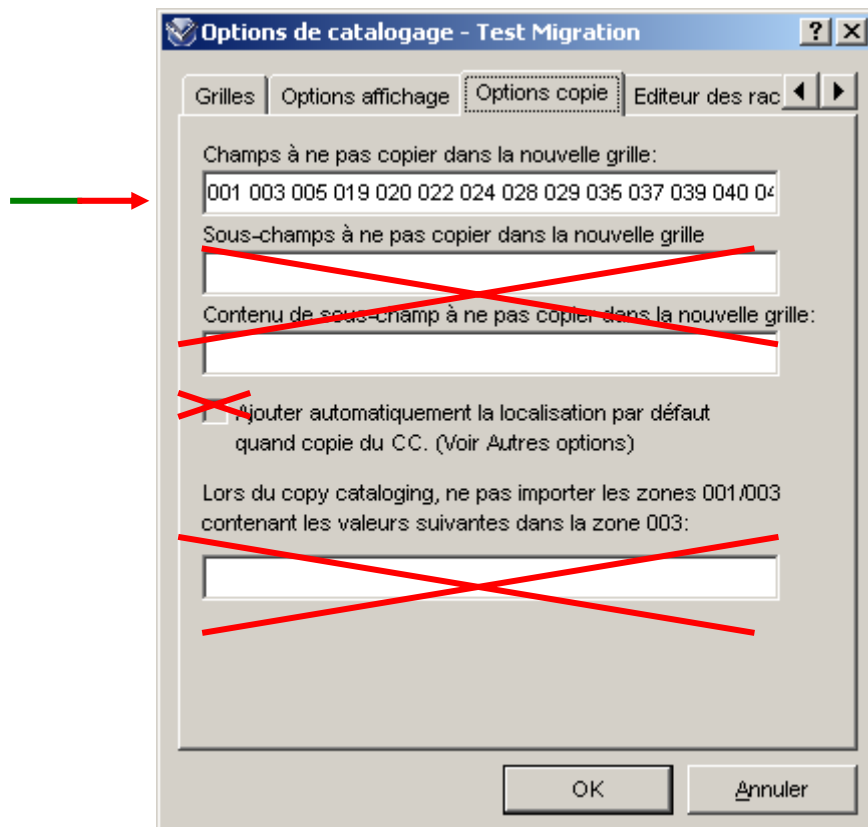 Options de catalogage - Test Migration
Grilles Options affichage Options copie Editeur des rac
Champs à ne pas copier dans la nouvelle grille:
001 003 005 019 020 022 024 028 029 035 037 039 040 04
Sous-champs à ne pas copier dans la nouvelle grille
Contenu de sous-champ à ne pas copier dans la nouvelle grille:
Ajouter automatiquement la localisation par défaut
quand copie du CC. (Voir Autres options)
Lors du copy cataloging, ne pas importer les zones 001/003
contenant les valeurs suivantes dans la zone 003:
OK Annuler